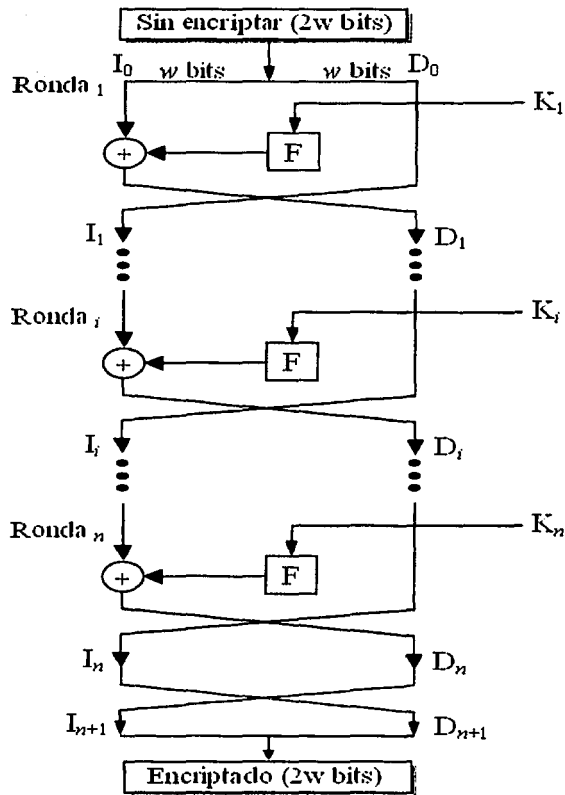 Sin encriptar (2w bits)
I0 w bits w bits D0
Ronda 1
K1
+ F
I1 D1
Ronda i
Ki
+ F
Ii Di
Ronda n
Kn
+ F
In Dn
In+1 Dn+1
Encriptado (2w bits)